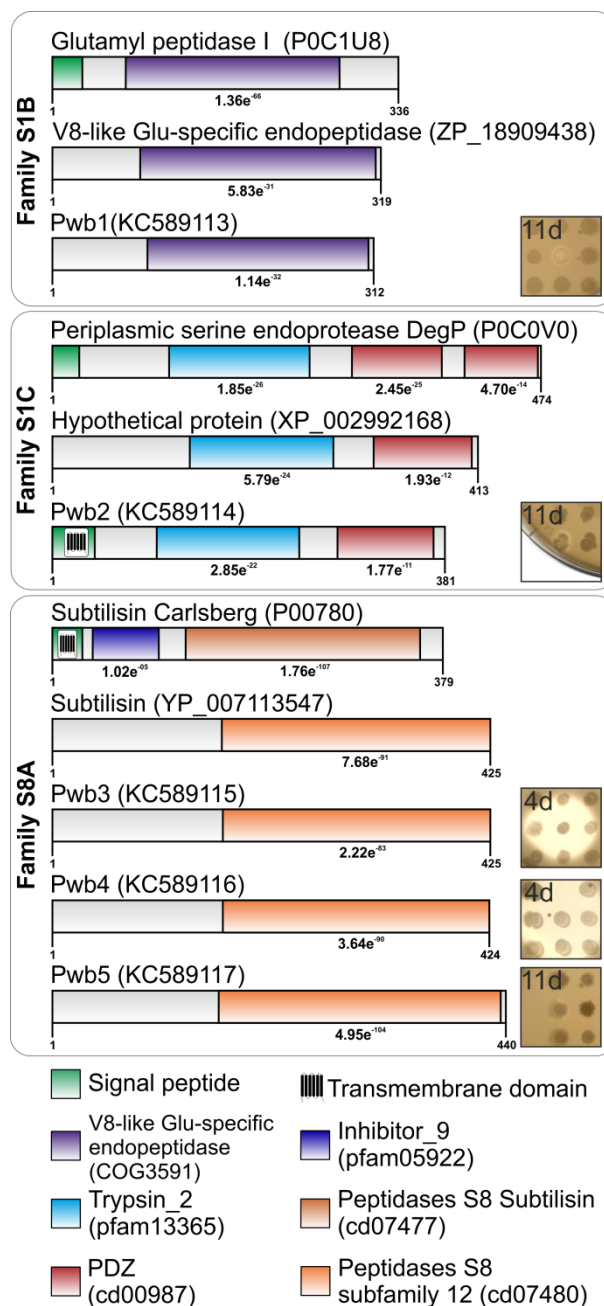 Family S1B
Glutamyl peptidase I (P0C1U8)
1.36e-66
1 336
V8-like Glu-specific endopeptidase (ZP_18909438)
5.83e-31
1 319
Pwb1(KC589113)
11d
1.14e-32
1 312
Family S1C
Periplasmic serine endoprotease DegP (P0C0V0)
1.85e-26 2.45e-25 4.70e-14
1 474
Hypothetical protein (XP_002992168)
5.79e-24 1.93e-12
1 413
Pwb2 (KC589114)
11d
2.85e-22 1.77e-11
1 381
Family S8A
Subtilisin Carlsberg (P00780)
1.02e-05 1.76e-107
1 379
Subtilisin (YP_007113547)
7.68e-91
1 425
Pwb3 (KC589115)
4d
2.22e-83
1 425
Pwb4 (KC589116)
4d
3.64e-90
1 424
Pwb5 (KC589117)
11d
4.95e-104
1 440
Signal peptide
Transmembrane domain
V8-like Glu-specific
endopeptidase
(COG3591)
Inhibitor_9
(pfam05922)
Trypsin_2
(pfam13365)
Peptidases S8 Subtilisin
(cd07477)
PDZ
(cd00987)
Peptidases S8
subfamily 12 (cd07480)